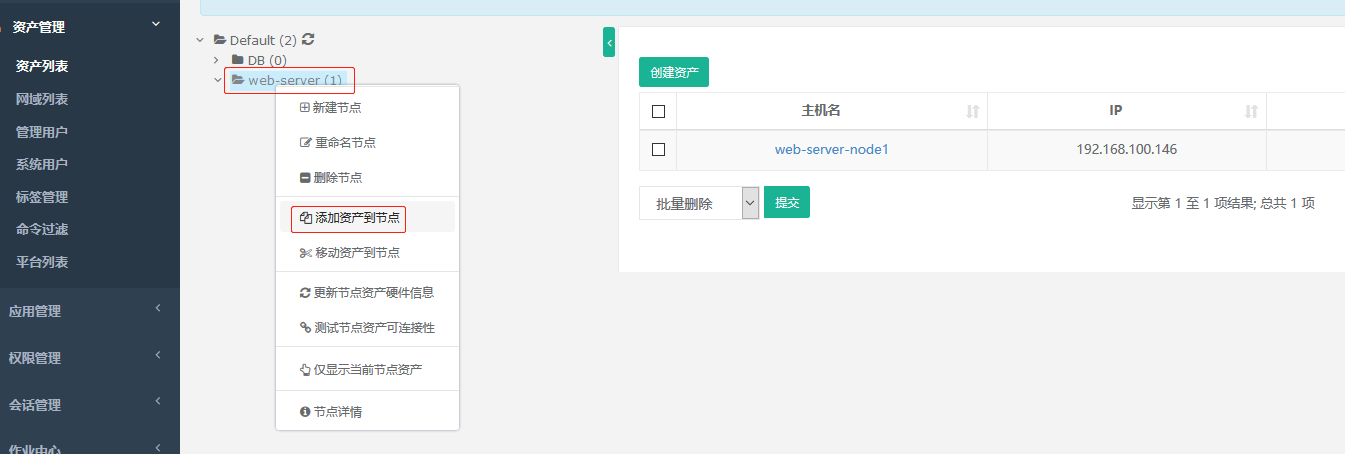 资产管理
资产列表
网域列表
管理用户
系统用户
标签管理
命令过滤
平台列表
应用管理
权限管理
会话管理
作业中心
Default (2)
DB (0)
web-server (1)
新建节点
重命名节点
删除节点
添加资产到节点
移动资产到节点
更新节点资产硬件信息
测试节点资产可连接性
仅显示当前节点资产
节点详情
创建资产
主机名 IP
web-server-node1 192.168.100.146
批量删除 提交 显示第 1 至 1 项结果; 总共 1 项